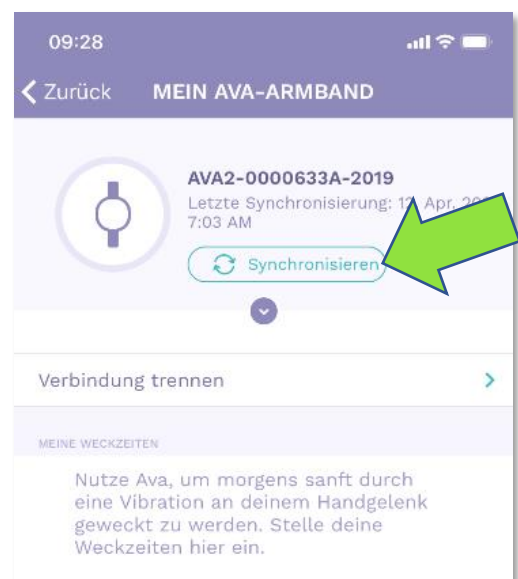 09:28
Zurück MEIN AVA-ARMBAND
AVA2-0000633A-2019
Letzte Synchronisierung: Apr.
7:03 AM
Synchronisieren
Verbindung trennen
MEINE WECKZEITEN
Nutze Ava, um morgens sanft durch
eine Vibration an deinem Handgelenk
geweckt zu werden. Stelle deine
Weckzeiten hier ein.